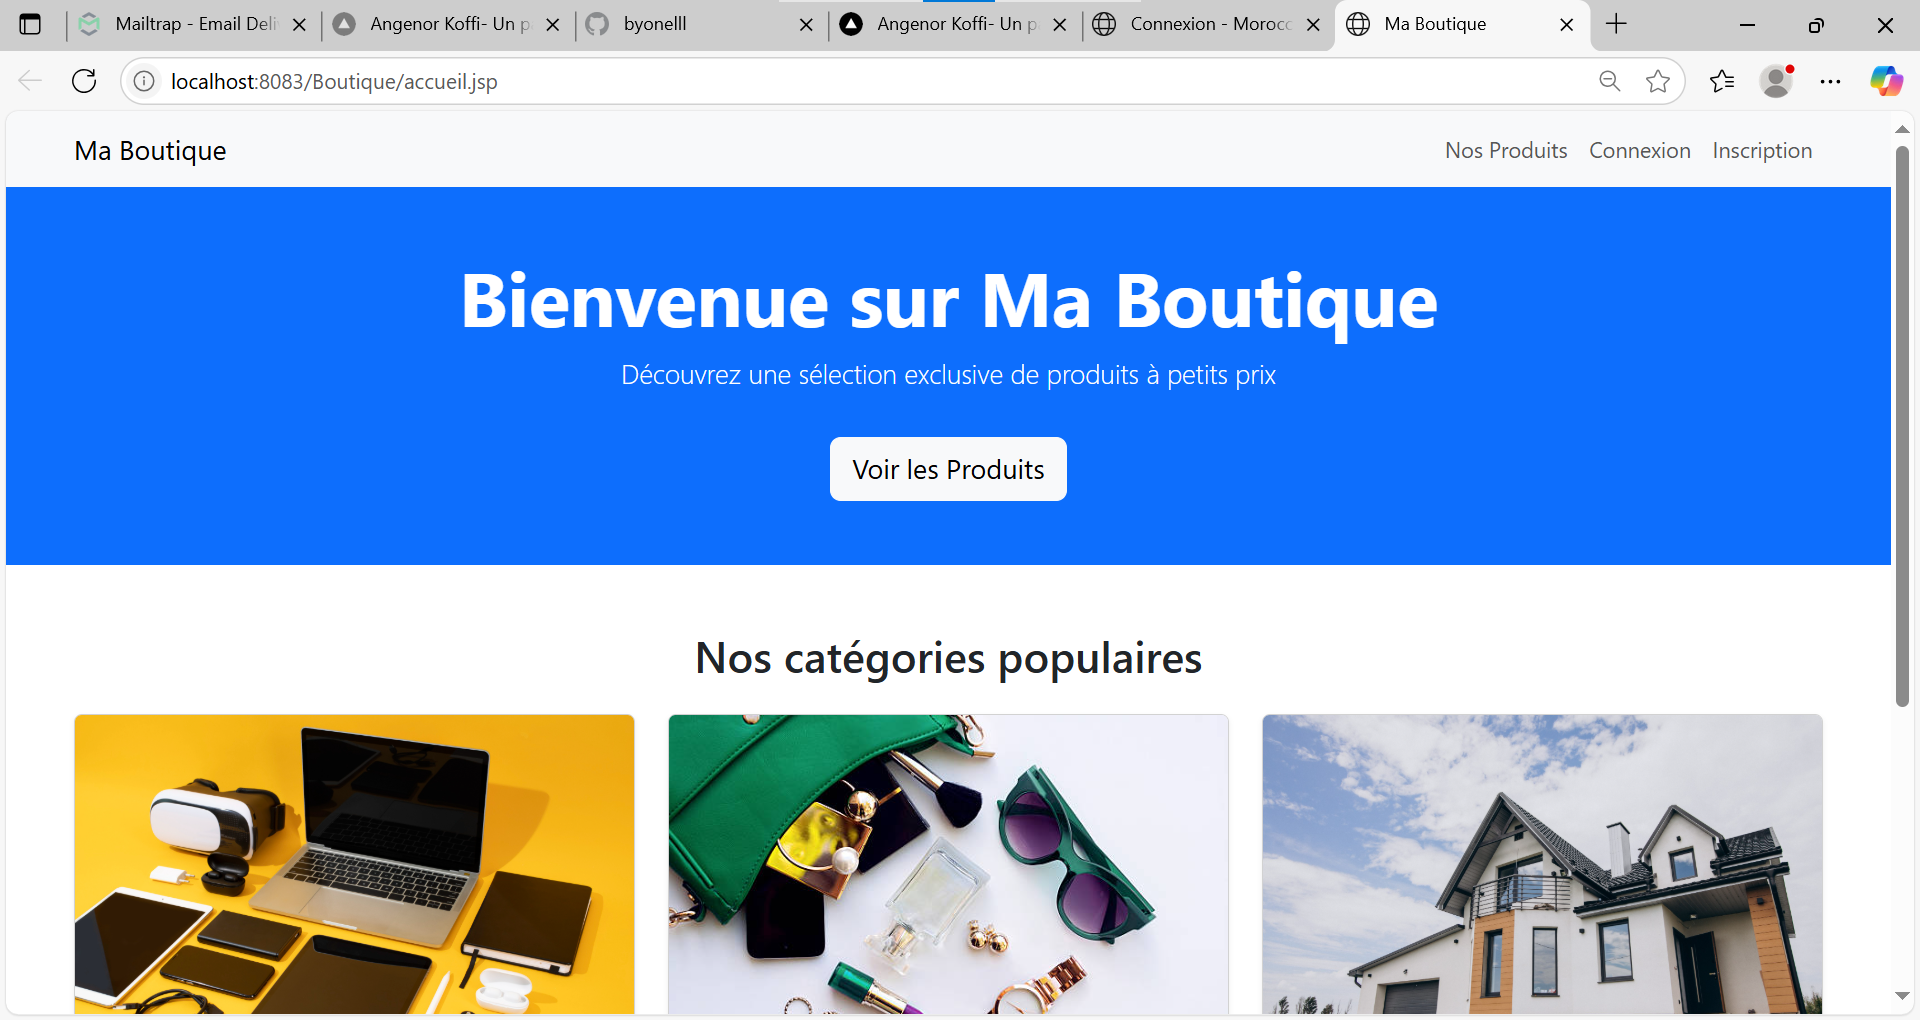 Mailtrap - Email Deli
Angenor Koffi- Un p
byonelll
Angenor Koffi- Un p
Connexion - Morocc
Ma Boutique
localhost:8083/Boutique/accueil.jsp
Ma Boutique
Nos Produits
Connexion
Inscription
Bienvenue sur Ma Boutique
Découvrez une sélection exclusive de produits à petits prix
Voir les Produits
Nos catégories populaires